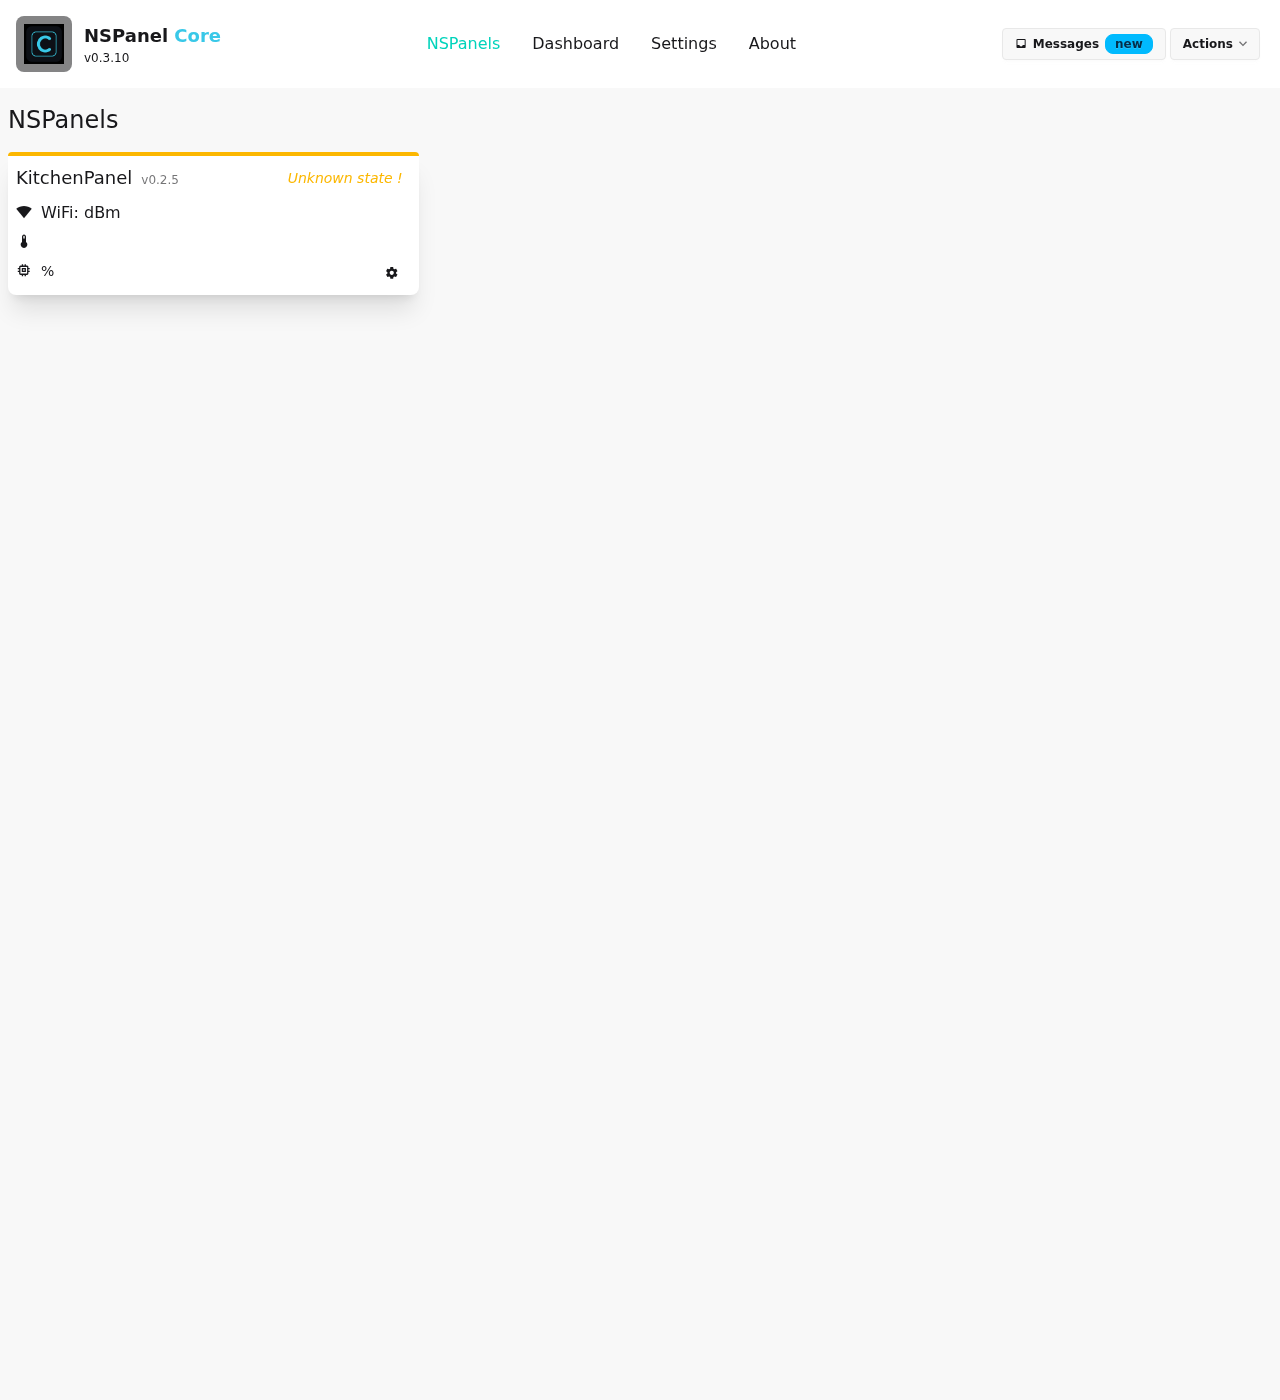 NSPanel Core
v0.3.10
NSPanels Dashboard Settings About
Messages new Actions
NSPanels
KitchenPanel v0.2.5 Unknown state !
WiFi: dBm
%